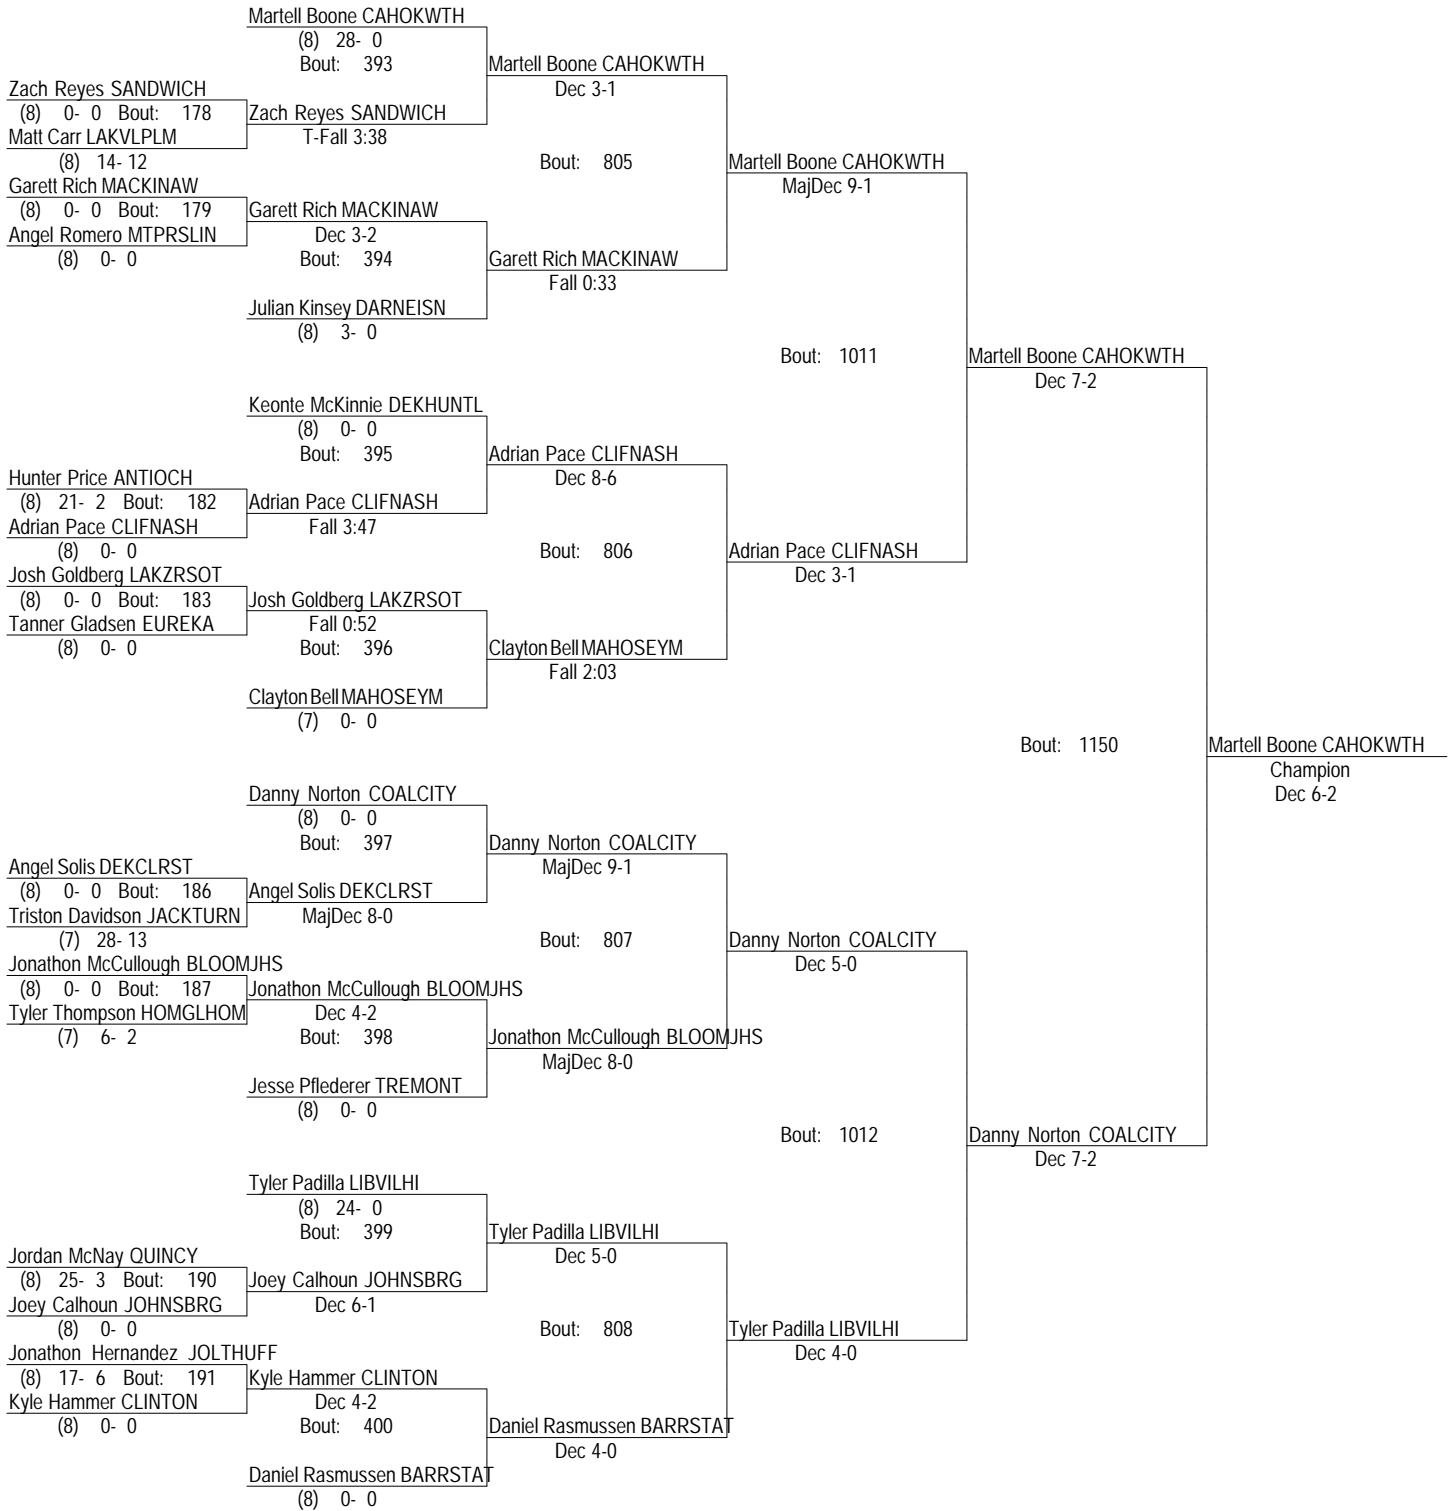 Martell Boone CAHOKWTH
(8) 28- 0
Bout: 393
Martell Boone CAHOKWTH
Dec 3-1
Zach Reyes SANDWICH
(8) 0- 0 Bout: 178
Zach Reyes SANDWICH
T-Fall 3:38
Matt Carr LAKVLPLM
(8) 14- 12
Bout: 805
Martell Boone CAHOKWTH
MajDec 9-1
Garett Rich MACKINAW
(8) 0- 0 Bout: 179
Garett Rich MACKINAW
Dec 3-2
Angel Romero MTPRSLIN
(8) 0- 0
Bout: 394
Garett Rich MACKINAW
Fall 0:33
Julian Kinsey DARNEISN
(8) 3- 0
Bout: 1011
Martell Boone CAHOKWTH
Dec 7-2
Keonte McKinnie DEKHUNTL
(8) 0- 0
Bout: 395
Adrian Pace CLIFNASH
Dec 8-6
Hunter Price ANTIOCH
(8) 21- 2 Bout: 182
Adrian Pace CLIFNASH
Fall 3:47
Adrian Pace CLIFNASH
(8) 0- 0
Bout: 806
Adrian Pace CLIFNASH
Dec 3-1
Josh Goldberg LAKZRSOT
(8) 0- 0 Bout: 183
Josh Goldberg LAKZRSOT
Fall 0:52
Tanner Gladsen EUREKA
(8) 0- 0
Bout: 396
Clayton Bell MAHOSEYM
Fall 2:03
Clayton Bell MAHOSEYM
(7) 0- 0
Bout: 1150
Martell Boone CAHOKWTH
Champion
Dec 6-2
Danny Norton COALCITY
(8) 0- 0
Bout: 397
Danny Norton COALCITY
MajDec 9-1
Angel Solis DEKCLRST
(8) 0- 0 Bout: 186
Angel Solis DEKCLRST
MajDec 8-0
Triston Davidson JACKTURN
(7) 28- 13
Bout: 807
Danny Norton COALCITY
Dec 5-0
Jonathon McCullough BLOOMJHS
(8) 0- 0 Bout: 187
Jonathon McCullough BLOOMJHS
Dec 4-2
Tyler Thompson HOMGLHOM
(7) 6- 2
Bout: 398
Jonathon McCullough BLOOMJHS
MajDec 8-0
Jesse Pflederer TREMONT
(8) 0- 0
Bout: 1012
Danny Norton COALCITY
Dec 7-2
Tyler Padilla LIBVILHI
(8) 24- 0
Bout: 399
Tyler Padilla LIBVILHI
Dec 5-0
Jordan McNay QUINCY
(8) 25- 3 Bout: 190
Joey Calhoun JOHNSBRG
Dec 6-1
Joey Calhoun JOHNSBRG
(8) 0- 0
Bout: 808
Tyler Padilla LIBVILHI
Dec 4-0
Jonathon Hernandez JOLTHUFF
(8) 17- 6 Bout: 191
Kyle Hammer CLINTON
Dec 4-2
Kyle Hammer CLINTON
(8) 0- 0
Bout: 400
Daniel Rasmussen BARRSTAT
Dec 4-0
Daniel Rasmussen BARRSTAT
(8) 0- 0